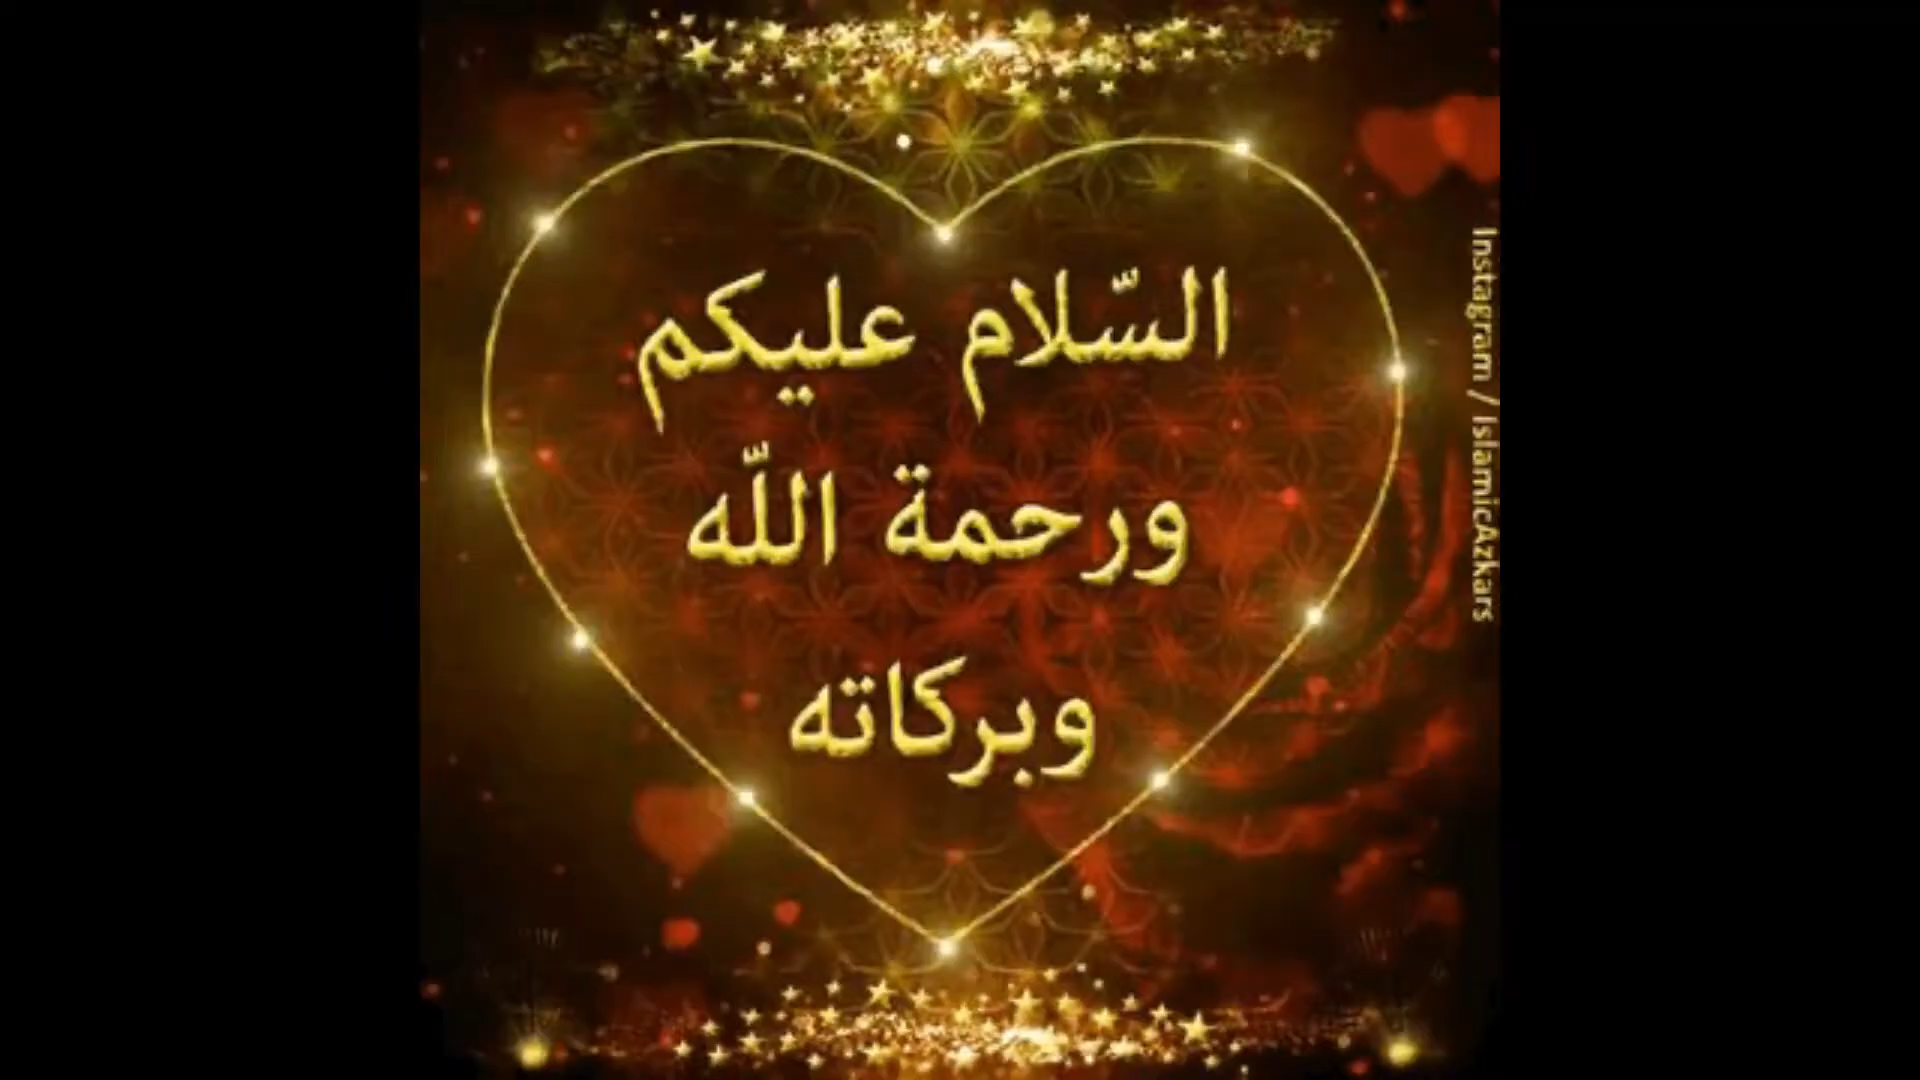 السّلام عليكم
ورحمة اللّه
وبركاته
Instagram / IslamicAzkars